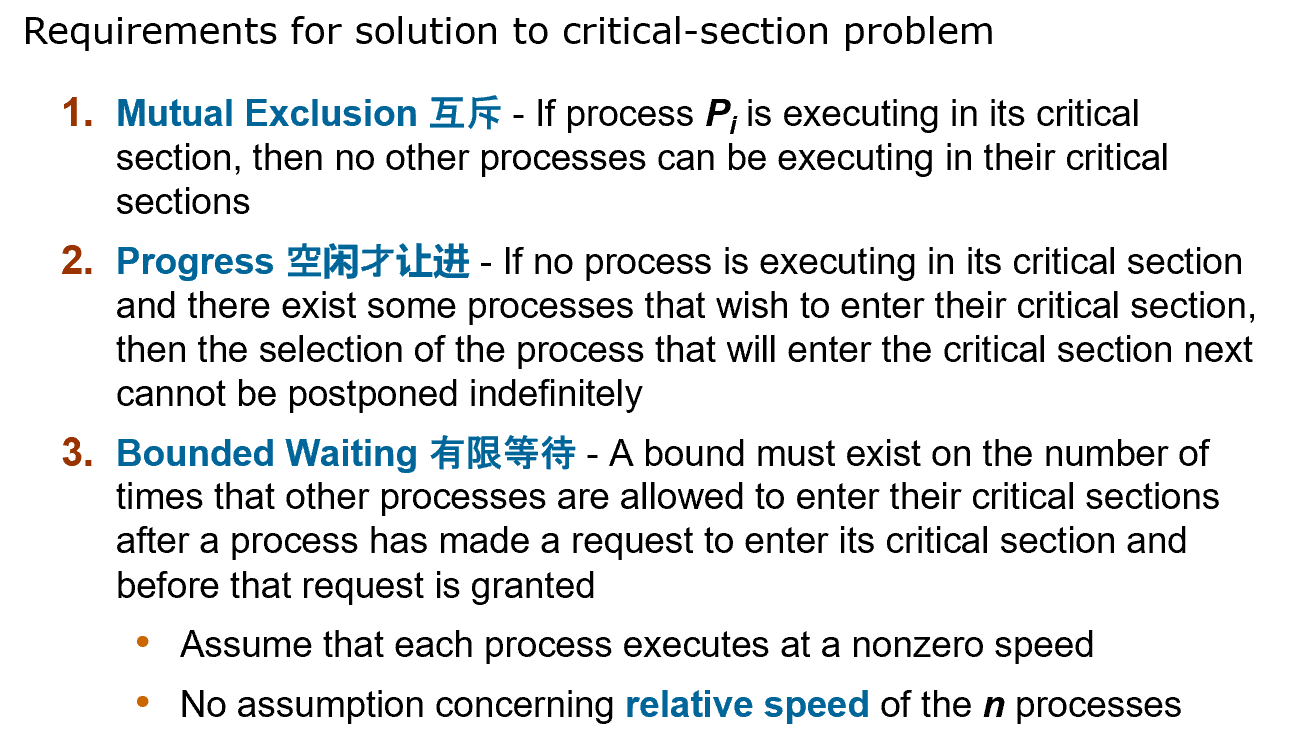 Requirements for solution to critical-section problem
1. Mutual Exclusion 互斥 - If process Pi is executing in its critical
section, then no other processes can be executing in their critical
sections
2. Progress 空闲才让进 - If no process is executing in its critical section
and there exist some processes that wish to enter their critical section,
then the selection of the process that will enter the critical section next
cannot be postponed indefinitely
3. Bounded Waiting 有限等待 - A bound must exist on the number of
times that other processes are allowed to enter their critical sections
after a process has made a request to enter its critical section and
before that request is granted
• Assume that each process executes at a nonzero speed
• No assumption concerning relative speed of the n processes